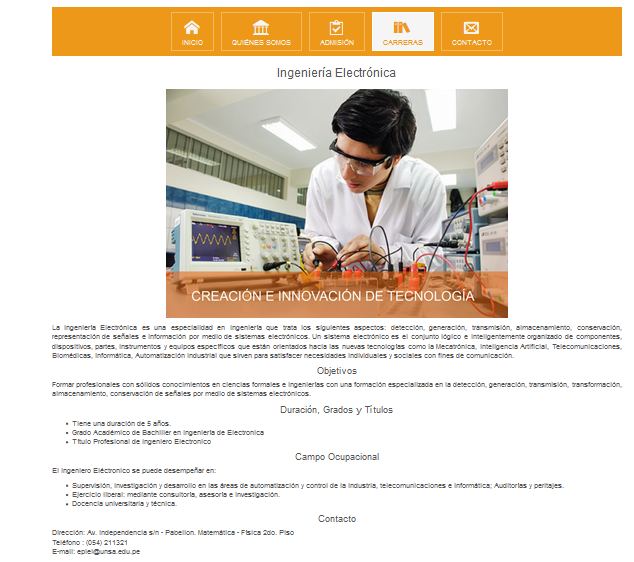 INICIO QUIÉNES SOMOS ADMISIÓN CARRERAS CONTACTO
Ingeniería Electrónica
CREACIÓN E INNOVACIÓN DE TECNOLOGÍA
La Ingeniería Electrónica es una especialidad en Ingeniería que trata los siguientes aspectos: detección, generación, transmisión, almacenamiento, conservación,
representación de señales e información por medio de sistemas electrónicos. Un sistema electrónico es el conjunto lógico e inteligentemente organizado de componentes,
dispositivos, partes, instrumentos y equipos específicos que están orientados hacia las nuevas tecnologías como la Mecatrónica, Inteligencia Artificial, Telecomunicaciones,
Biomédicas, Informática, Automatización industrial que sirven para satisfacer necesidades individuales y sociales con fines de comunicación.
Objetivos
Formar profesionales con sólidos conocimientos en ciencias formales e ingenierías con una formación especializada en la detección, generación, transmisión, transformación,
almacenamiento, conservación de señales por medio de sistemas electrónicos.
Duración, Grados y Títulos
Tiene una duración de 5 años.
Grado Académico de Bachiller en Ingeniería de Electronica
Título Profesional de Ingeniero Electronico
Campo Ocupacional
El Ingeniero Eléctronico se puede desempeñar en:
Supervisión, investigación y desarrollo en las áreas de automatización y control de la industria, telecomunicaciones e informática; Auditorías y peritajes.
Ejercicio liberal: mediante consultoría, asesoría e investigación.
Docencia universitaria y técnica.
Contacto
Dirección: Av. Independencia s/n - Pabellon. Matemática - Física 2do. Piso
Teléfono : (054) 211321
E-mail: epiel@unsa.edu.pe